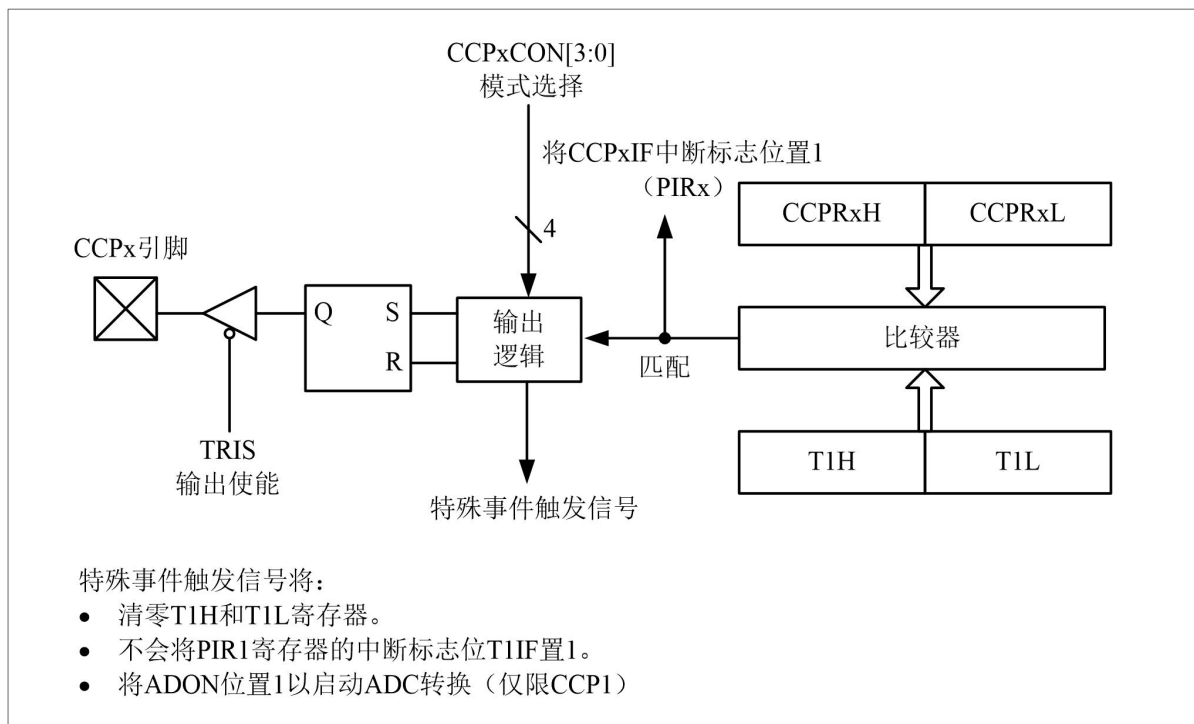 CCPxCON[3:0]
模式选择
4
将CCPxIF中断标志位置1
（PIRx）
CCPRxH
CCPRxL
CCPx引脚
Q
S
R
输出
逻辑
匹配
比较器
TRIS
输出使能
T1H
T1L
特殊事件触发信号
特殊事件触发信号将：
• 清零T1H和T1L寄存器。
• 不会将PIR1寄存器的中断标志位T1IF置1。
• 将ADON位置1以启动ADC转换（仅限CCP1）